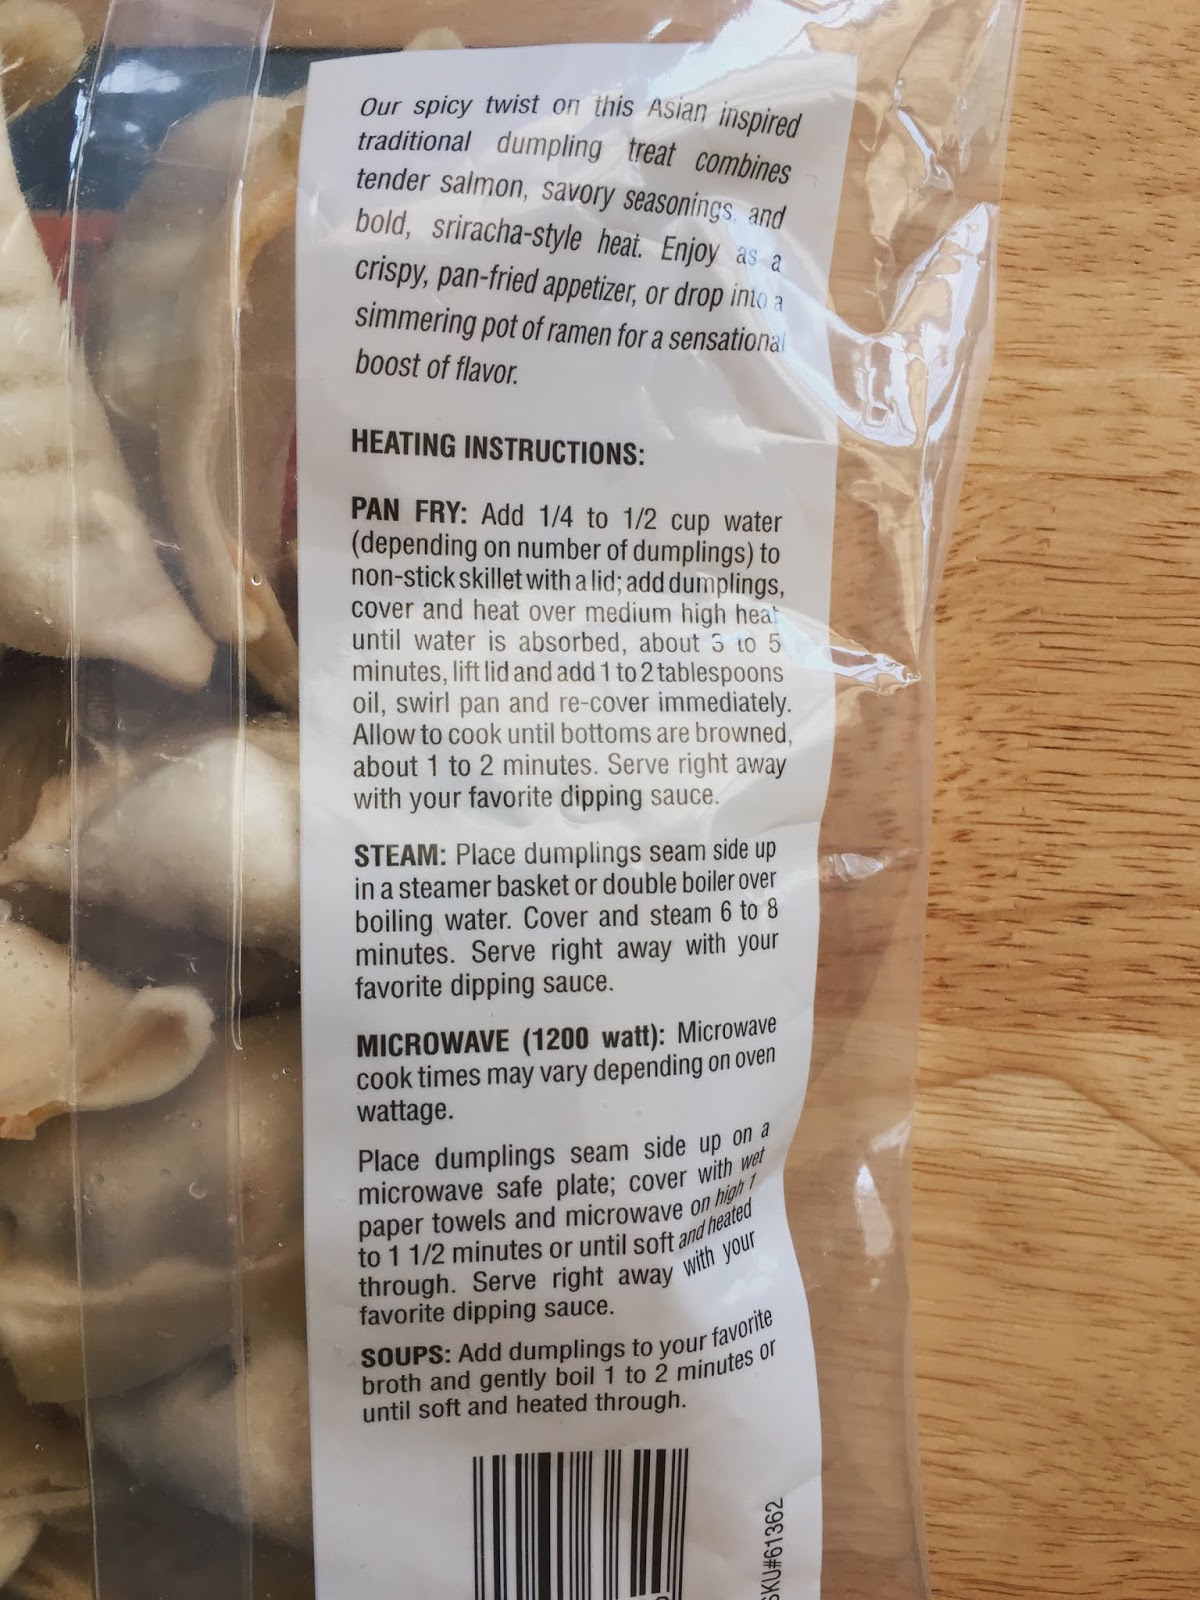 Our spicy twist on this Asian inspired
traditional dumpling treat combines
tender salmon, savory seasonings, and
bold, sriracha-style heat. Enjoy as a
crispy, pan-fried appetizer, or drop into a
simmering pot of ramen for a sensational
boost of flavor.
HEATING INSTRUCTIONS:
PAN FRY: Add 1/4 to 1/2 cup water
(depending on number of dumplings) to
non-stick skillet with a lid; add dumplings,
cover and heat over medium high heat
until water is absorbed, about 3 to 5
minutes, lift lid and add 1 to 2 tablespoons
oil, swirl pan and re-cover immediately.
Allow to cook until bottoms are browned,
about 1 to 2 minutes. Serve right away
with your favorite dipping sauce.
STEAM: Place dumplings seam side up
in a steamer basket or double boiler over
boiling water. Cover and steam 6 to 8
minutes. Serve right away with your
favorite dipping sauce.
MICROWAVE (1200 watt): Microwave
cook times may vary depending on oven
wattage.
Place dumplings seam side up on a
microwave safe plate; cover with wet
paper towels and microwave on high 1
to 1 1/2 minutes or until soft and heated
through. Serve right away with your
favorite dipping sauce.
SOUPS: Add dumplings to your favorite
broth and gently boil 1 to 2 minutes or
until soft and heated through.
SKU#61362